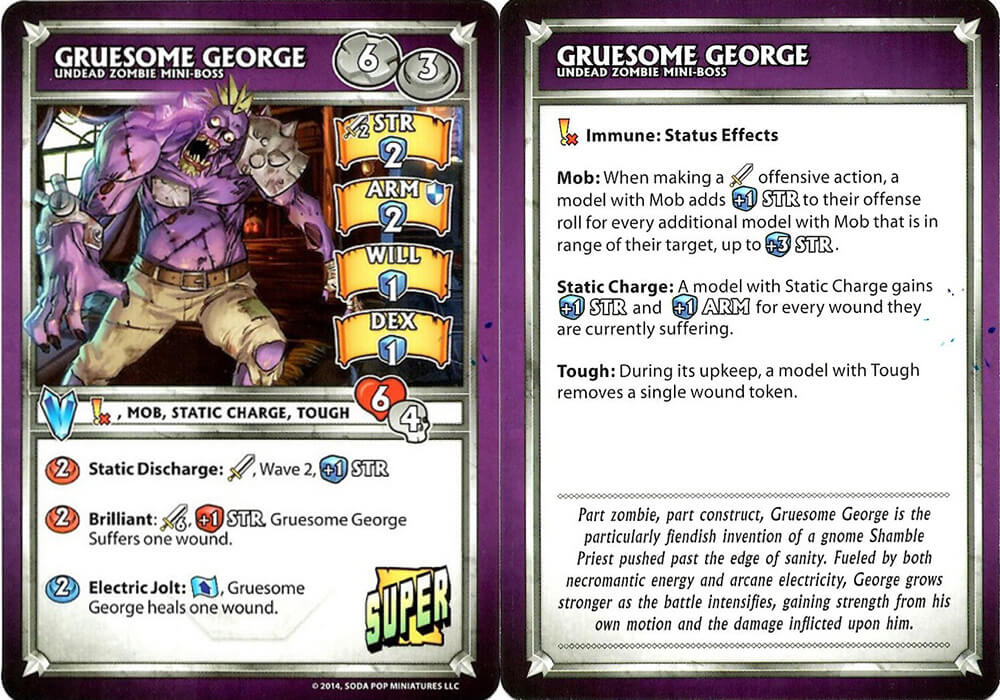 GRUESOME GEORGE
UNDEAD ZOMBIE MINI-BOSS
6
3
2 STR
2
ARM
2
WILL
1
DEX
1
, MOB, STATIC CHARGE, TOUGH
6
4
2 Static Discharge: , Wave 2, +1 STR
2 Brilliant: 6, +1 STR. Gruesome George
Suffers one wound.
2 Electric Jolt: , Gruesome
George heals one wound.
SUPER
© 2014, SODA POP MINIATURES LLC
GRUESOME GEORGE
UNDEAD ZOMBIE MINI-BOSS
Immune: Status Effects
Mob: When making a offensive action, a
model with Mob adds +1 STR to their offense
roll for every additional model with Mob that is in
range of their target, up to +3 STR.
Static Charge: A model with Static Charge gains
+1 STR and +1 ARM for every wound they
are currently suffering.
Tough: During its upkeep, a model with Tough
removes a single wound token.
Part zombie, part construct, Gruesome George is the
particularly fiendish invention of a gnome Shamble
Priest pushed past the edge of sanity. Fueled by both
necromantic energy and arcane electricity, George grows
stronger as the battle intensifies, gaining strength from his
own motion and the damage inflicted upon him.